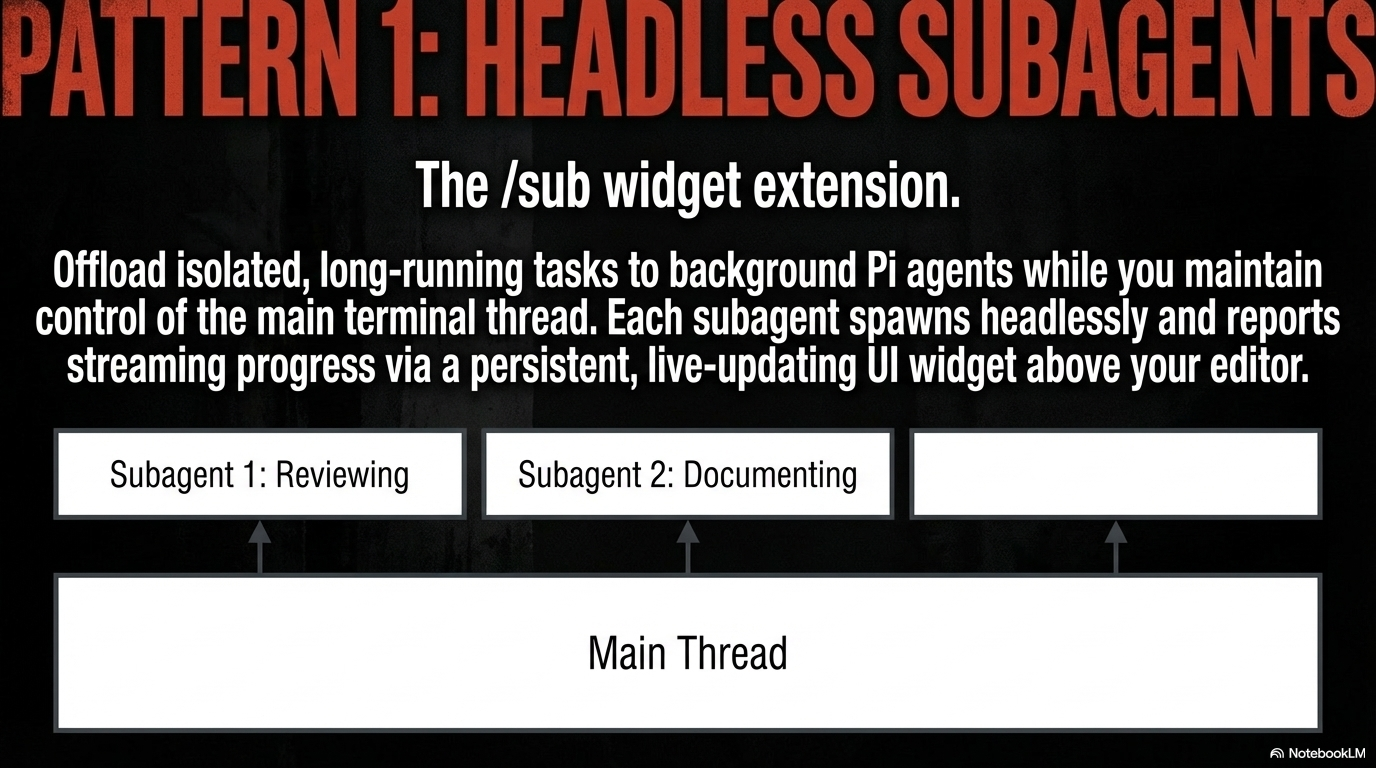 PATTERN 1: HEADLESS SUBAGENTS
The /sub widget extension.
Offload isolated, long-running tasks to background Pi agents while you maintain
control of the main terminal thread. Each subagent spawns headlessly and reports
streaming progress via a persistent, live-updating UI widget above your editor.
Subagent 1: Reviewing
Subagent 2: Documenting
Main Thread
NotebookLM